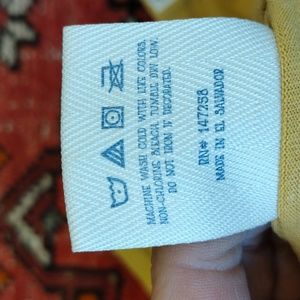 MACHINE WASH COLD WITH LIKE COLORS.
NON-CHLORINE BLEACH. TUMBLE DRY LOW.
DO NOT IRON IF DECORATED.
RN# 147258
MADE IN EL SALVADOR